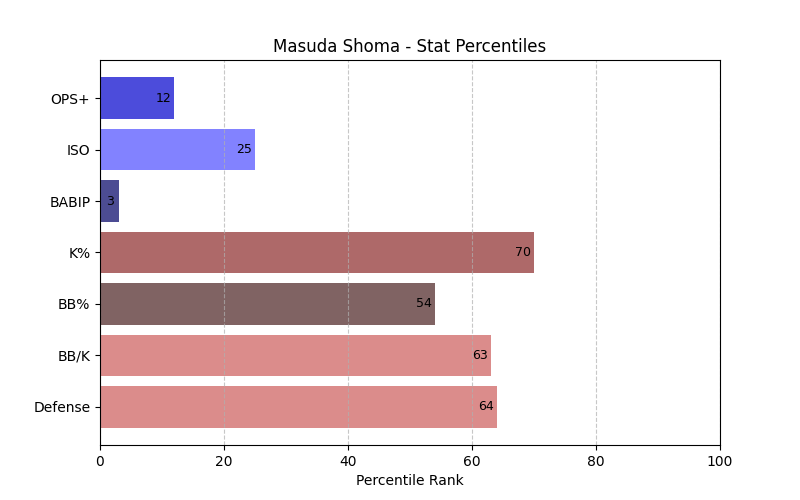 Masuda Shoma - Stat Percentiles
OPS+ 12
ISO 25
BABIP 3
K% 70
BB% 54
BB/K 63
Defense 64
0 20 40 60 80 100
Percentile Rank